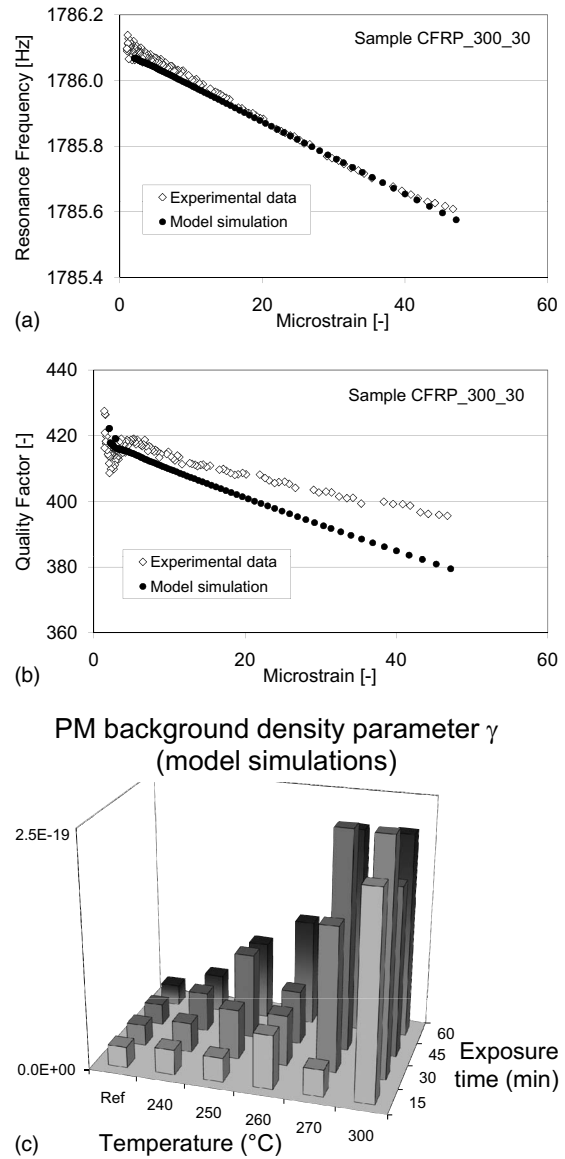 1786.2
Sample CFRP_300_30
1786.0
1785.8
1785.6
1785.4
Resonance Frequency [Hz]
Experimental data
Model simulation
0 20 40 60
(a) Microstrain [-]
440
Sample CFRP_300_30
420
400
380
360
Quality Factor [-]
Experimental data
Model simulation
0 20 40 60
(b) Microstrain [-]
PM background density parameter γ
(model simulations)
2.5E-19
0.0E+00
Ref 240 250 260 270 300
15 30 45 60
Exposure
time (min)
(c) Temperature (°C)